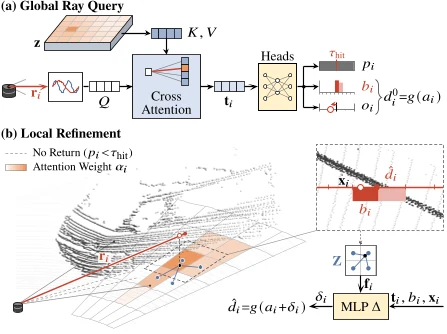 (a) Global Ray Query
z
K, V
r_i
Q
Cross
Attention
t_i
Heads
τ_hit
p_i
b_i
o_i
d_i^0=g(a_i)
(b) Local Refinement
No Return (p_i<τ_hit)
Attention Weight α_i
r_i
x_i
d̂_i
b_i
z
f_i
d̂_i=g(a_i+δ_i)
δ_i
MLP Δ
t_i, b_i, x_i